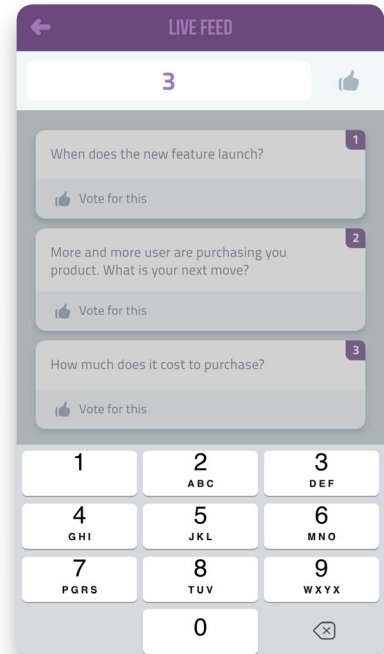 LIVE FEED
3
1
When does the new feature launch?
Vote for this
2
More and more user are purchasing you
product. What is your next move?
Vote for this
3
How much does it cost to purchase?
Vote for this
1
2
ABC
3
DEF
4
GHI
5
JKL
6
MNO
7
PGRS
8
TUV
9
WXYX
0